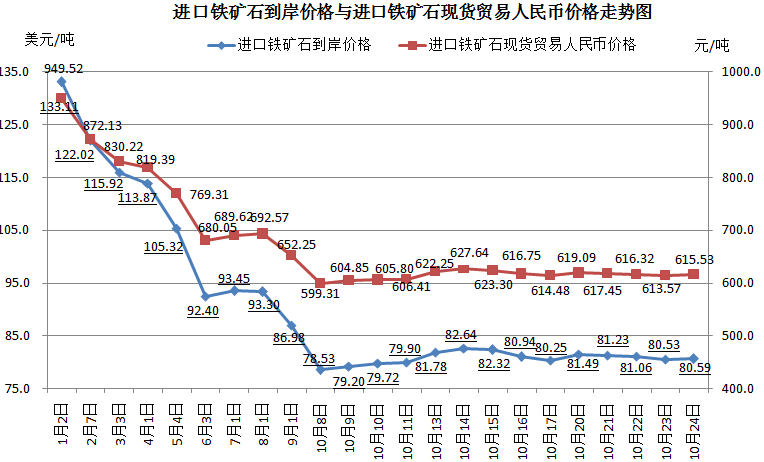 进口铁矿石到岸价格与进口铁矿石现货贸易人民币价格走势图
美元/吨
进口铁矿石到岸价格
进口铁矿石现货贸易人民币价格
元/吨
135.0
125.0
115.0
105.0
95.0
85.0
75.0
1000.0
900.0
800.0
700.0
600.0
500.0
400.0
949.52
872.13
830.22
819.39
769.31
680.05
689.62
692.57
652.25
599.31
604.85
605.80
606.41
622.25
627.64
623.30
616.75
614.48
619.09
617.45
616.32
613.57
615.53
133.11
122.02
115.92
113.87
105.32
92.40
93.45
93.30
86.98
78.53
79.20
79.72
79.90
81.78
82.64
82.32
80.94
80.25
81.49
81.23
81.06
80.53
80.59
1月2日
2月7日
3月3日
4月1日
5月4日
6月3日
7月1日
8月1日
9月1日
10月8日
10月9日
10月10日
10月11日
10月13日
10月14日
10月15日
10月16日
10月17日
10月20日
10月21日
10月22日
10月23日
10月24日